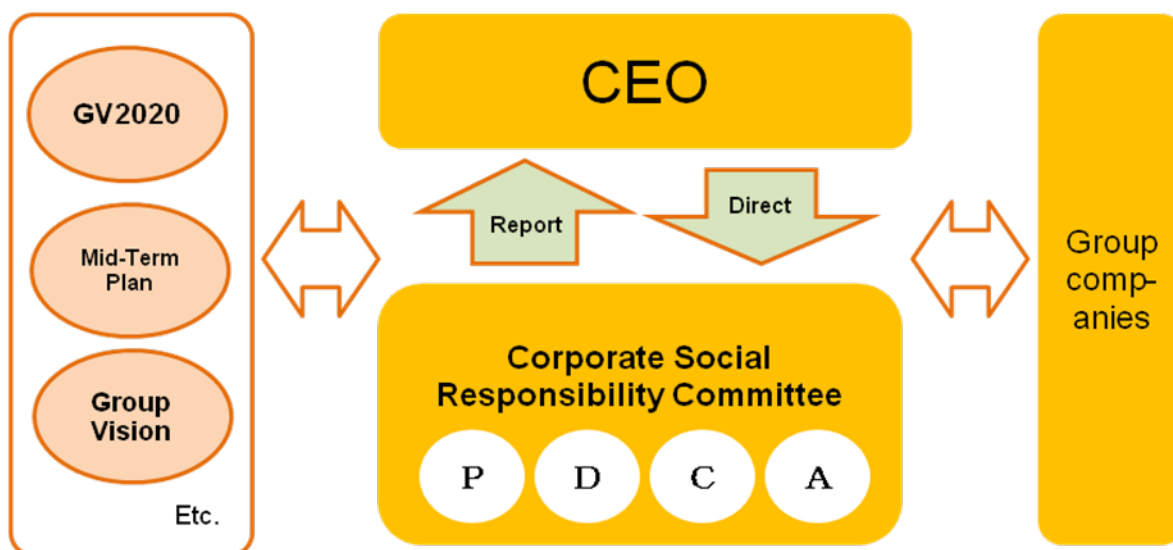 GV2020
Mid-Term
Plan
Group
Vision
Etc.
CEO
Report
Direct
Corporate Social
Responsibility Committee
P
D
C
A
Group
comp-
anies